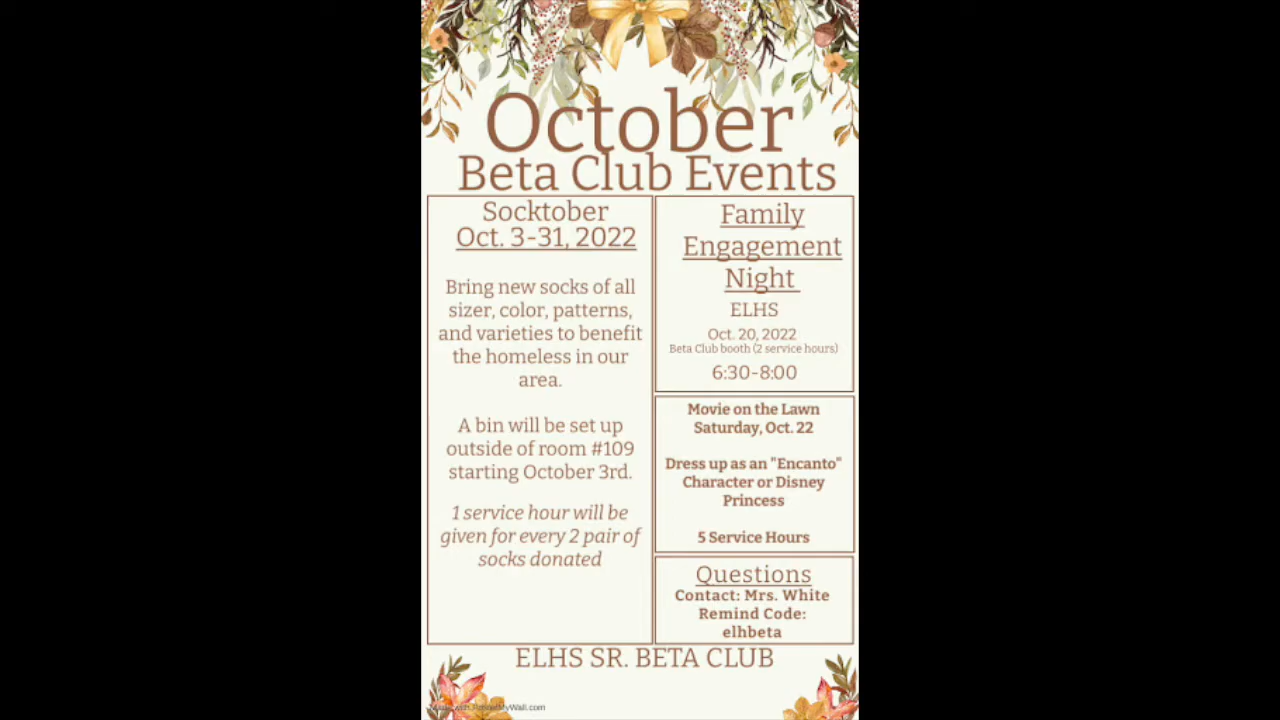 October
Beta Club Events
Socktober
Oct. 3-31, 2022
Bring new socks of all
sizer, color, patterns,
and varieties to benefit
the homeless in our
area.
A bin will be set up
outside of room #109
starting October 3rd.
1 service hour will be
given for every 2 pair of
socks donated
Family
Engagement
Night
ELHS
Oct. 20, 2022
Beta Club booth (2 service hours)
6:30-8:00
Movie on the Lawn
Saturday, Oct. 22
Dress up as an "Encanto"
Character or Disney
Princess
5 Service Hours
Questions
Contact: Mrs. White
Remind Code:
elhbeta
ELHS SR. BETA CLUB